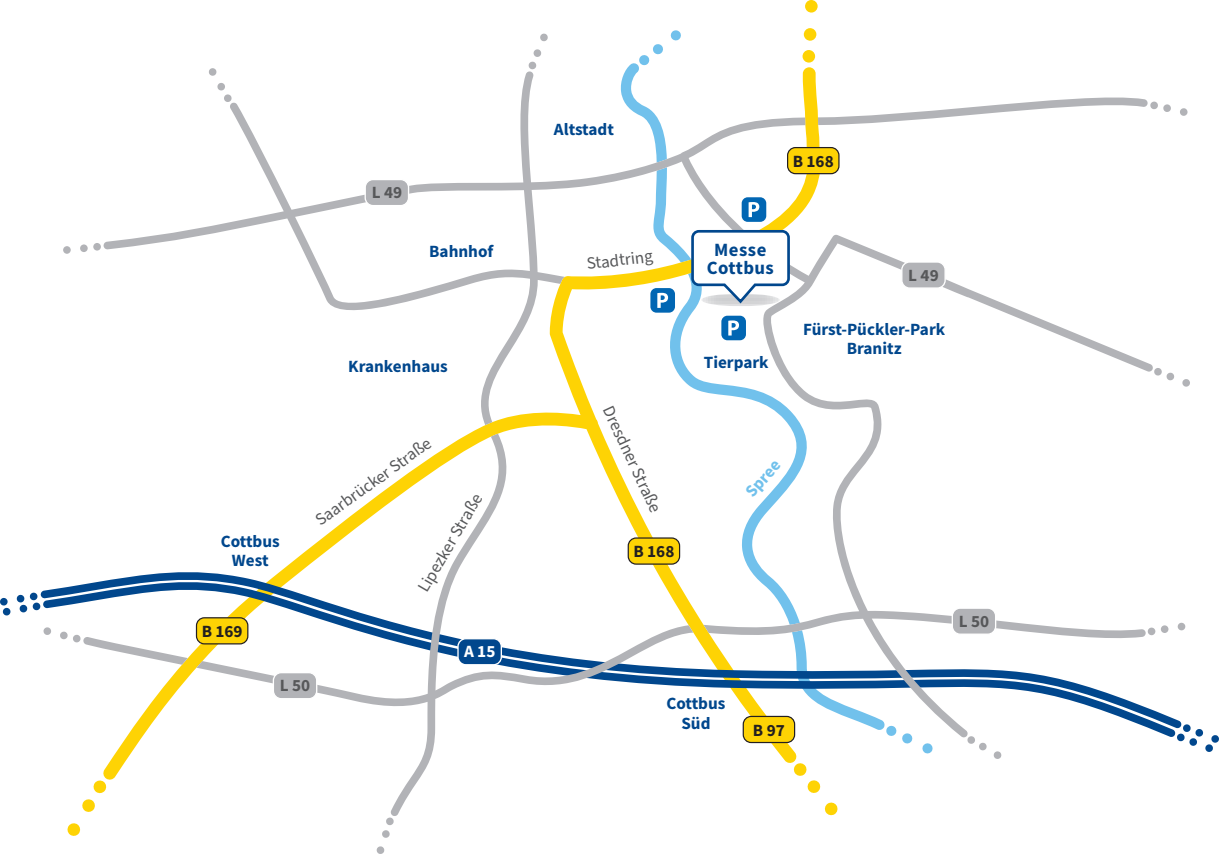 Altstadt
B 168
L 49
P
Bahnhof
Stadtring
Messe
Cottbus
L 49
P
P
Fürst-Pückler-Park
Branitz
Tierpark
Krankenhaus
Dresdner Straße
Saarbrücker Straße
Spree
Lipezker Straße
Cottbus
West
B 168
B 169
L 50
A 15
L 50
Cottbus
Süd
B 97